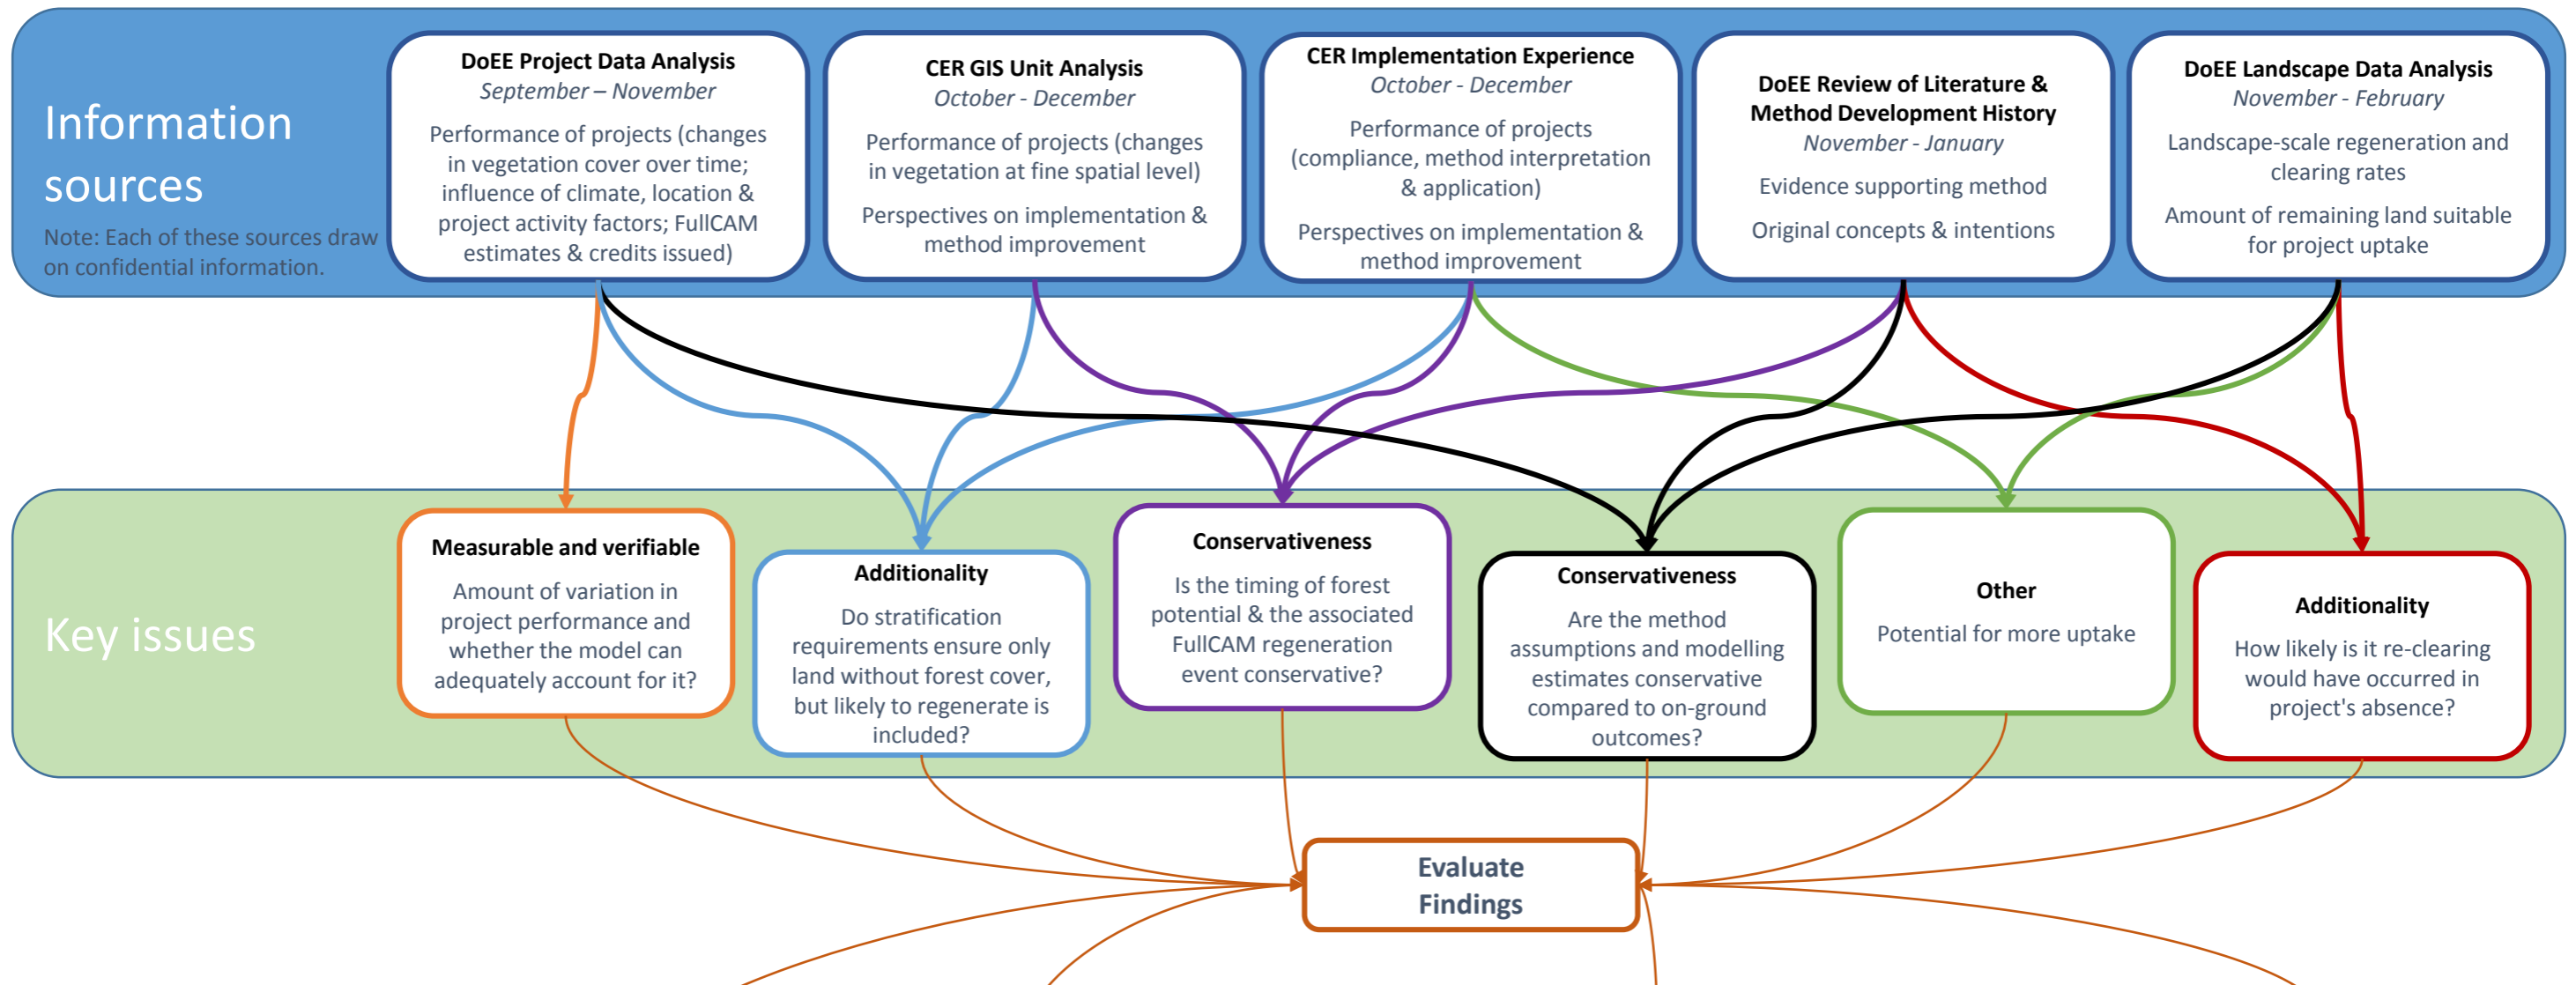 Information
sources
Note: Each of these sources draw
on confidential information.
DoEE Project Data Analysis
September – November
Performance of projects (changes
in vegetation cover over time;
influence of climate, location &
project activity factors; FullCAM
estimates & credits issued)
CER GIS Unit Analysis
October - December
Performance of projects (changes
in vegetation at fine spatial level)
Perspectives on implementation &
method improvement
CER Implementation Experience
October - December
Performance of projects
(compliance, method interpretation
& application)
Perspectives on implementation &
method improvement
DoEE Review of Literature &
Method Development History
November - January
Evidence supporting method
Original concepts & intentions
DoEE Landscape Data Analysis
November - February
Landscape-scale regeneration and
clearing rates
Amount of remaining land suitable
for project uptake
Key issues
Measurable and verifiable
Amount of variation in
project performance and
whether the model can
adequately account for it?
Additionality
Do stratification
requirements ensure only
land without forest cover,
but likely to regenerate is
included?
Conservativeness
Is the timing of forest
potential & the associated
FullCAM regeneration
event conservative?
Conservativeness
Are the method
assumptions and modelling
estimates conservative
compared to on-ground
outcomes?
Other
Potential for more uptake
Additionality
How likely is it re-clearing
would have occurred in
project's absence?
Evaluate
Findings